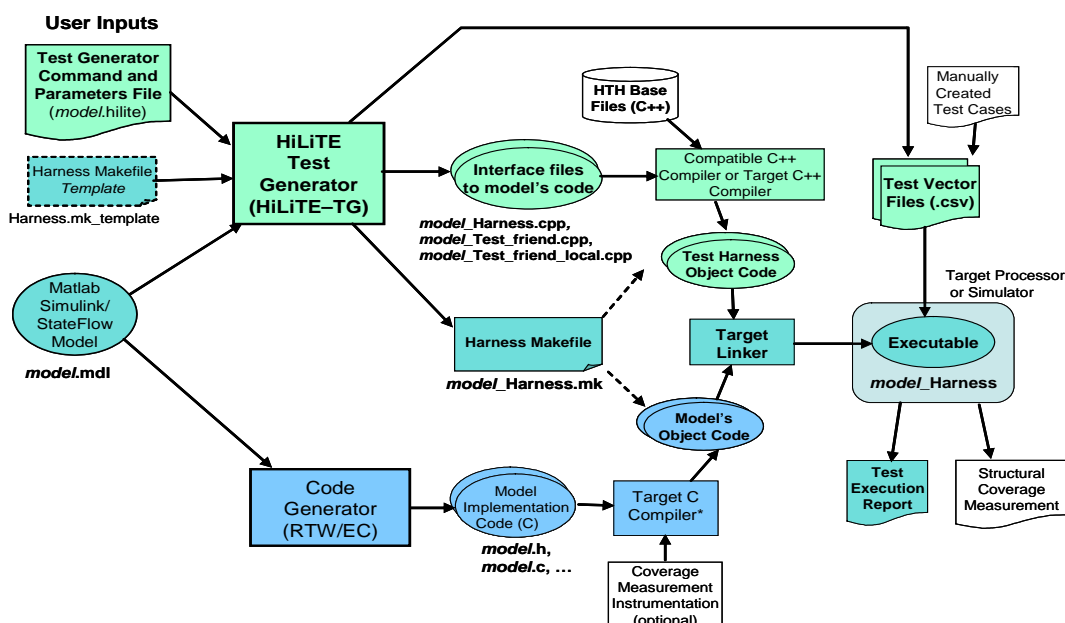 User Inputs
Test Generator
Command and
Parameters File
(model.hilite)
Harness Makefile
Template
Harness.mk_template
Matlab
Simulink/
StateFlow
Model
model.mdl
HiLiTE
Test
Generator
(HiLiTE–TG)
Interface files
to model's code
model_Harness.cpp,
model_Test_friend.cpp,
model_Test_friend_local.cpp
HTH Base
Files (C++)
Compatible C++
Compiler or Target C++
Compiler
Manually
Created
Test Cases
Test Vector
Files (.csv)
Test Harness
Object Code
Harness Makefile
model_Harness.mk
Target
Linker
Target Processor
or Simulator
Executable
model_Harness
Model's
Object Code
Code
Generator
(RTW/EC)
Model
Implementation
Code (C)
model.h,
model.c, …
Target C
Compiler*
Coverage
Measurement
Instrumentation
(optional)
Test
Execution
Report
Structural
Coverage
Measurement